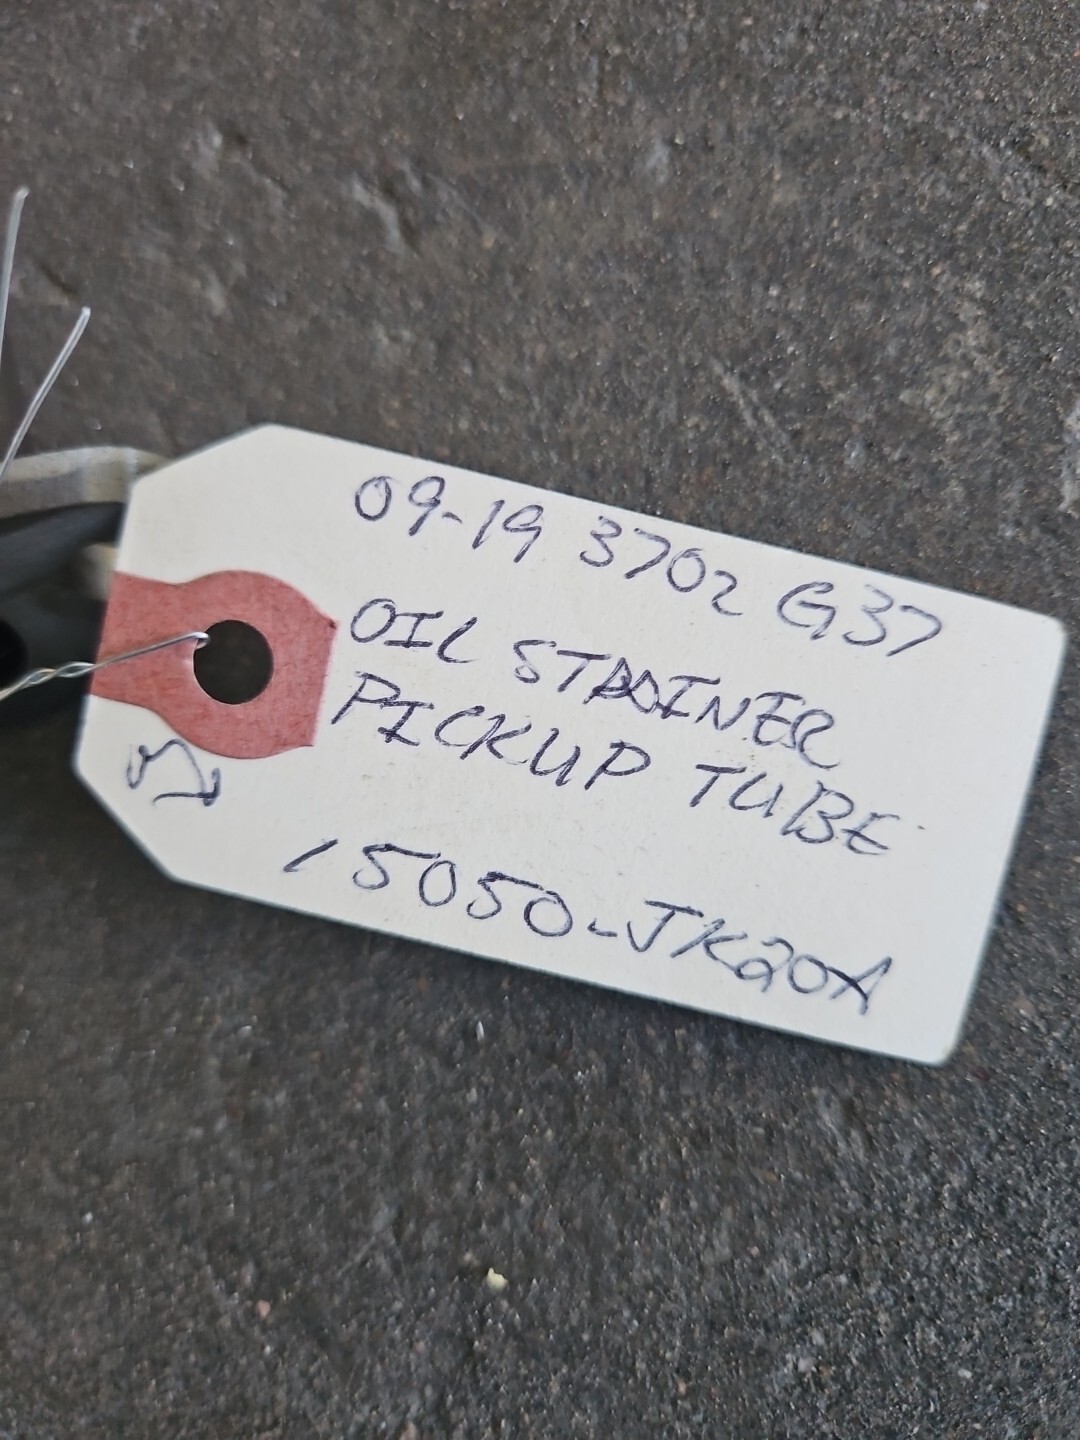 09-19 370Z G37
OIL STRAINER
PICKUP TUBE
15050-JK20A